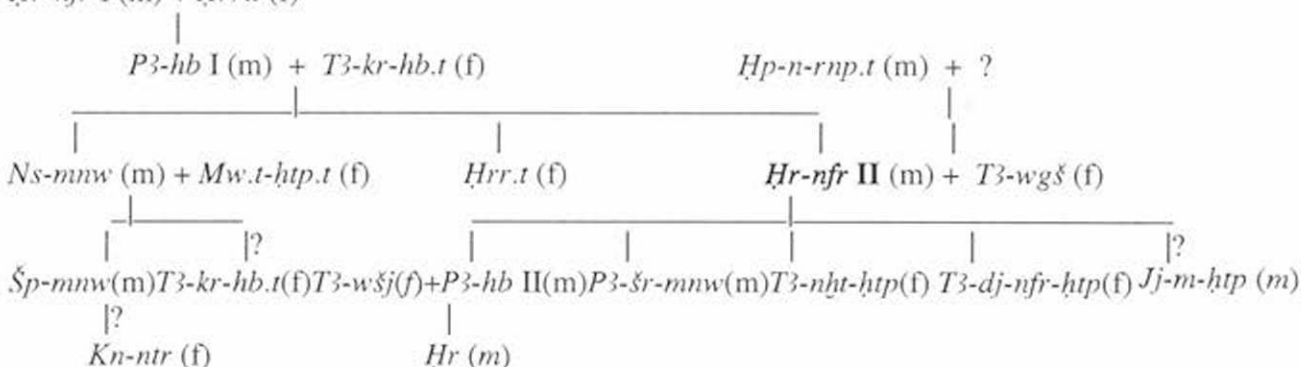 P3-hb I (m) + T3-kr-hb.t (f) Ḥp-n-rnp.t (m) + ?
Ns-mnw (m) + Mw.t-ḥtp.t (f) Ḥrr.t (f) Ḥr-nfr II (m) + T3-wgš (f)
|? |?
Šp-mnw(m)T3-kr-hb.t(f)T3-wšj(f)+P3-hb II(m)P3-šr-mnw(m)T3-nḫt-ḥtp(f) T3-dj-nfr-ḥtp(f) Jj-m-ḥtp (m)
|?
Kn-ntr (f) Ḥr (m)